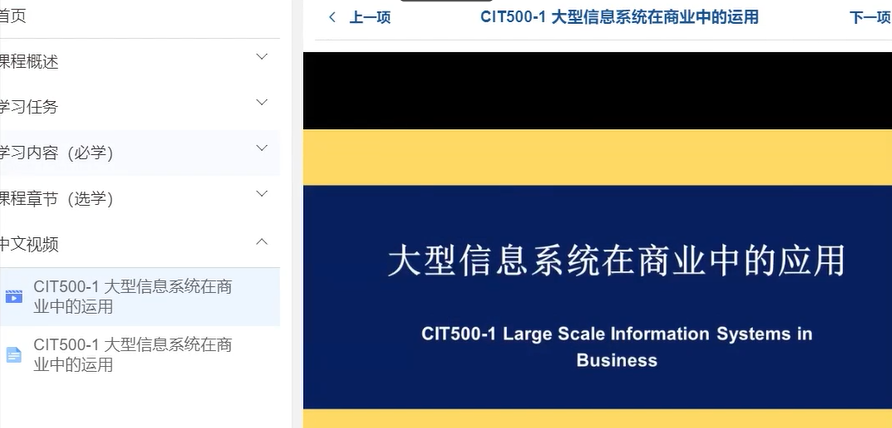 首页
课程概述
学习任务
学习内容（必学）
课程章节（选学）
中文视频
CIT500-1 大型信息系统在商
业中的运用
CIT500-1 大型信息系统在商
业中的运用
上一项
CIT500-1 大型信息系统在商业中的运用
下一项
大型信息系统在商业中的应用
CIT500-1 Large Scale Information Systems in
Business